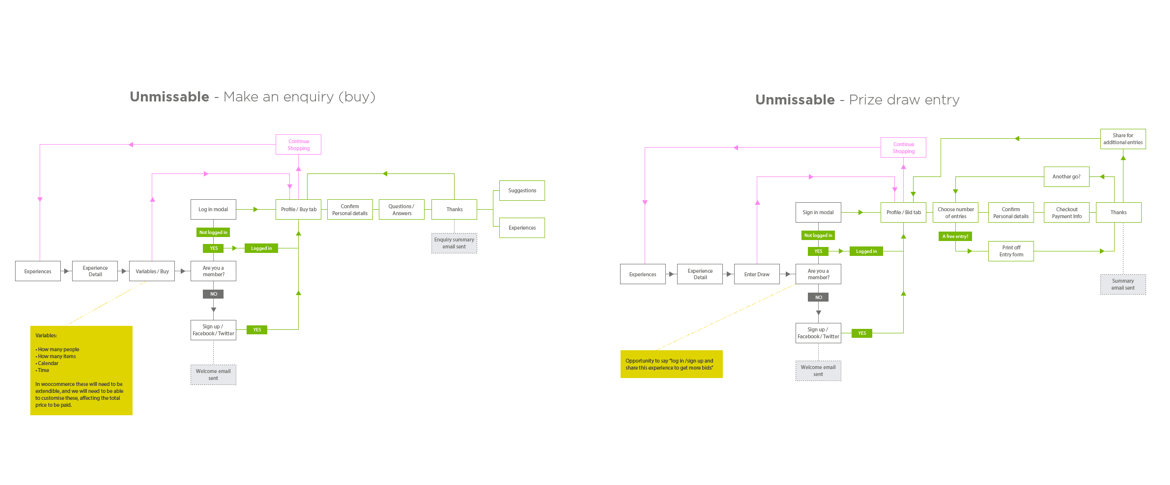 Unmissable - Make an enquiry (buy)
Continue
Shopping
Suggestions
Log in modal
Profile / Buy tab
Confirm
Personal details
Questions /
Answers
Thanks
Experiences
Not logged in
YES
Logged in
Enquiry summary
email sent
Experiences
Experience
Detail
Variables / Buy
Are you a
member?
NO
Sign up /
Facebook / Twitter
YES
Welcome email
sent
Variables:
• How many people
• How many items
• Calendar
• Time
In woocommerce these will need to be
extendible, and we will need to be able
to customise these, affecting the total
price to be paid.
Unmissable - Prize draw entry
Share for
additional entries
Continue
Shopping
Another go?
Sign in modal
Profile / Bid tab
Choose number
of entries
Confirm
Personal details
Checkout
Payment Info
Thanks
Not logged in
YES
Logged in
A free entry!
Print off
Entry form
Experiences
Experience
Detail
Enter Draw
Are you a
member?
Summary
email sent
NO
Sign up /
Facebook / Twitter
YES
Welcome email
sent
Opportunity to say "log in /sign up and
share this experience to get more bids"